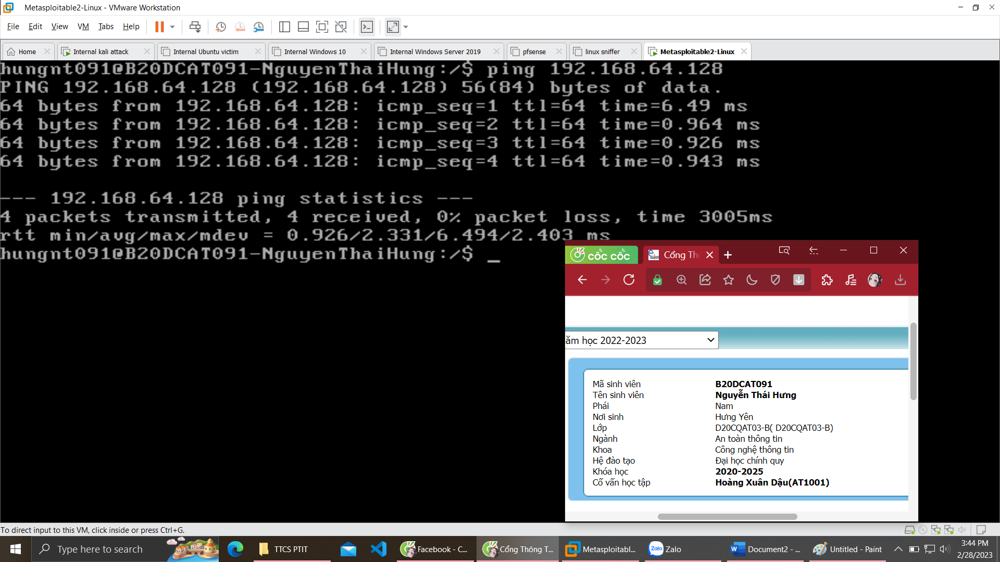 Metasploitable2-Linux - VMware Workstation
File Edit View VM Tabs Help
Home Internal kali attack Internal Ubuntu victim Internal Windows 10 Internal Windows Server 2019 pfsense linux sniffer Metasploitable2-Linux
hungnt091@B20DCAT091-NguyenThaiHung:/$ ping 192.168.64.128
PING 192.168.64.128 (192.168.64.128) 56(84) bytes of data.
64 bytes from 192.168.64.128: icmp_seq=1 ttl=64 time=6.49 ms
64 bytes from 192.168.64.128: icmp_seq=2 ttl=64 time=0.964 ms
64 bytes from 192.168.64.128: icmp_seq=3 ttl=64 time=0.926 ms
64 bytes from 192.168.64.128: icmp_seq=4 ttl=64 time=0.943 ms
--- 192.168.64.128 ping statistics ---
4 packets transmitted, 4 received, 0% packet loss, time 3005ms
rtt min/avg/max/mdev = 0.926/2.331/6.494/2.403 ms
hungnt091@B20DCAT091-NguyenThaiHung:/$ _
cốc cốc Cổng Th
ăm học 2022-2023
Mã sinh viên B20DCAT091
Tên sinh viên Nguyễn Thái Hưng
Phái Nam
Nơi sinh Hưng Yên
Lớp D20CQAT03-B( D20CQAT03-B)
Ngành An toàn thông tin
Khoa Công nghệ thông tin
Hệ đào tạo Đại học chính quy
Khóa học 2020-2025
Cố vấn học tập Hoàng Xuân Dậu(AT1001)
To direct input to this VM, click inside or press Ctrl+G.
Type here to search TTCS PTIT Facebook - C... Cổng Thông T... Metasploitabl... Zalo Zalo Document2 - ... Untitled - Paint 3:44 PM
2/28/2023